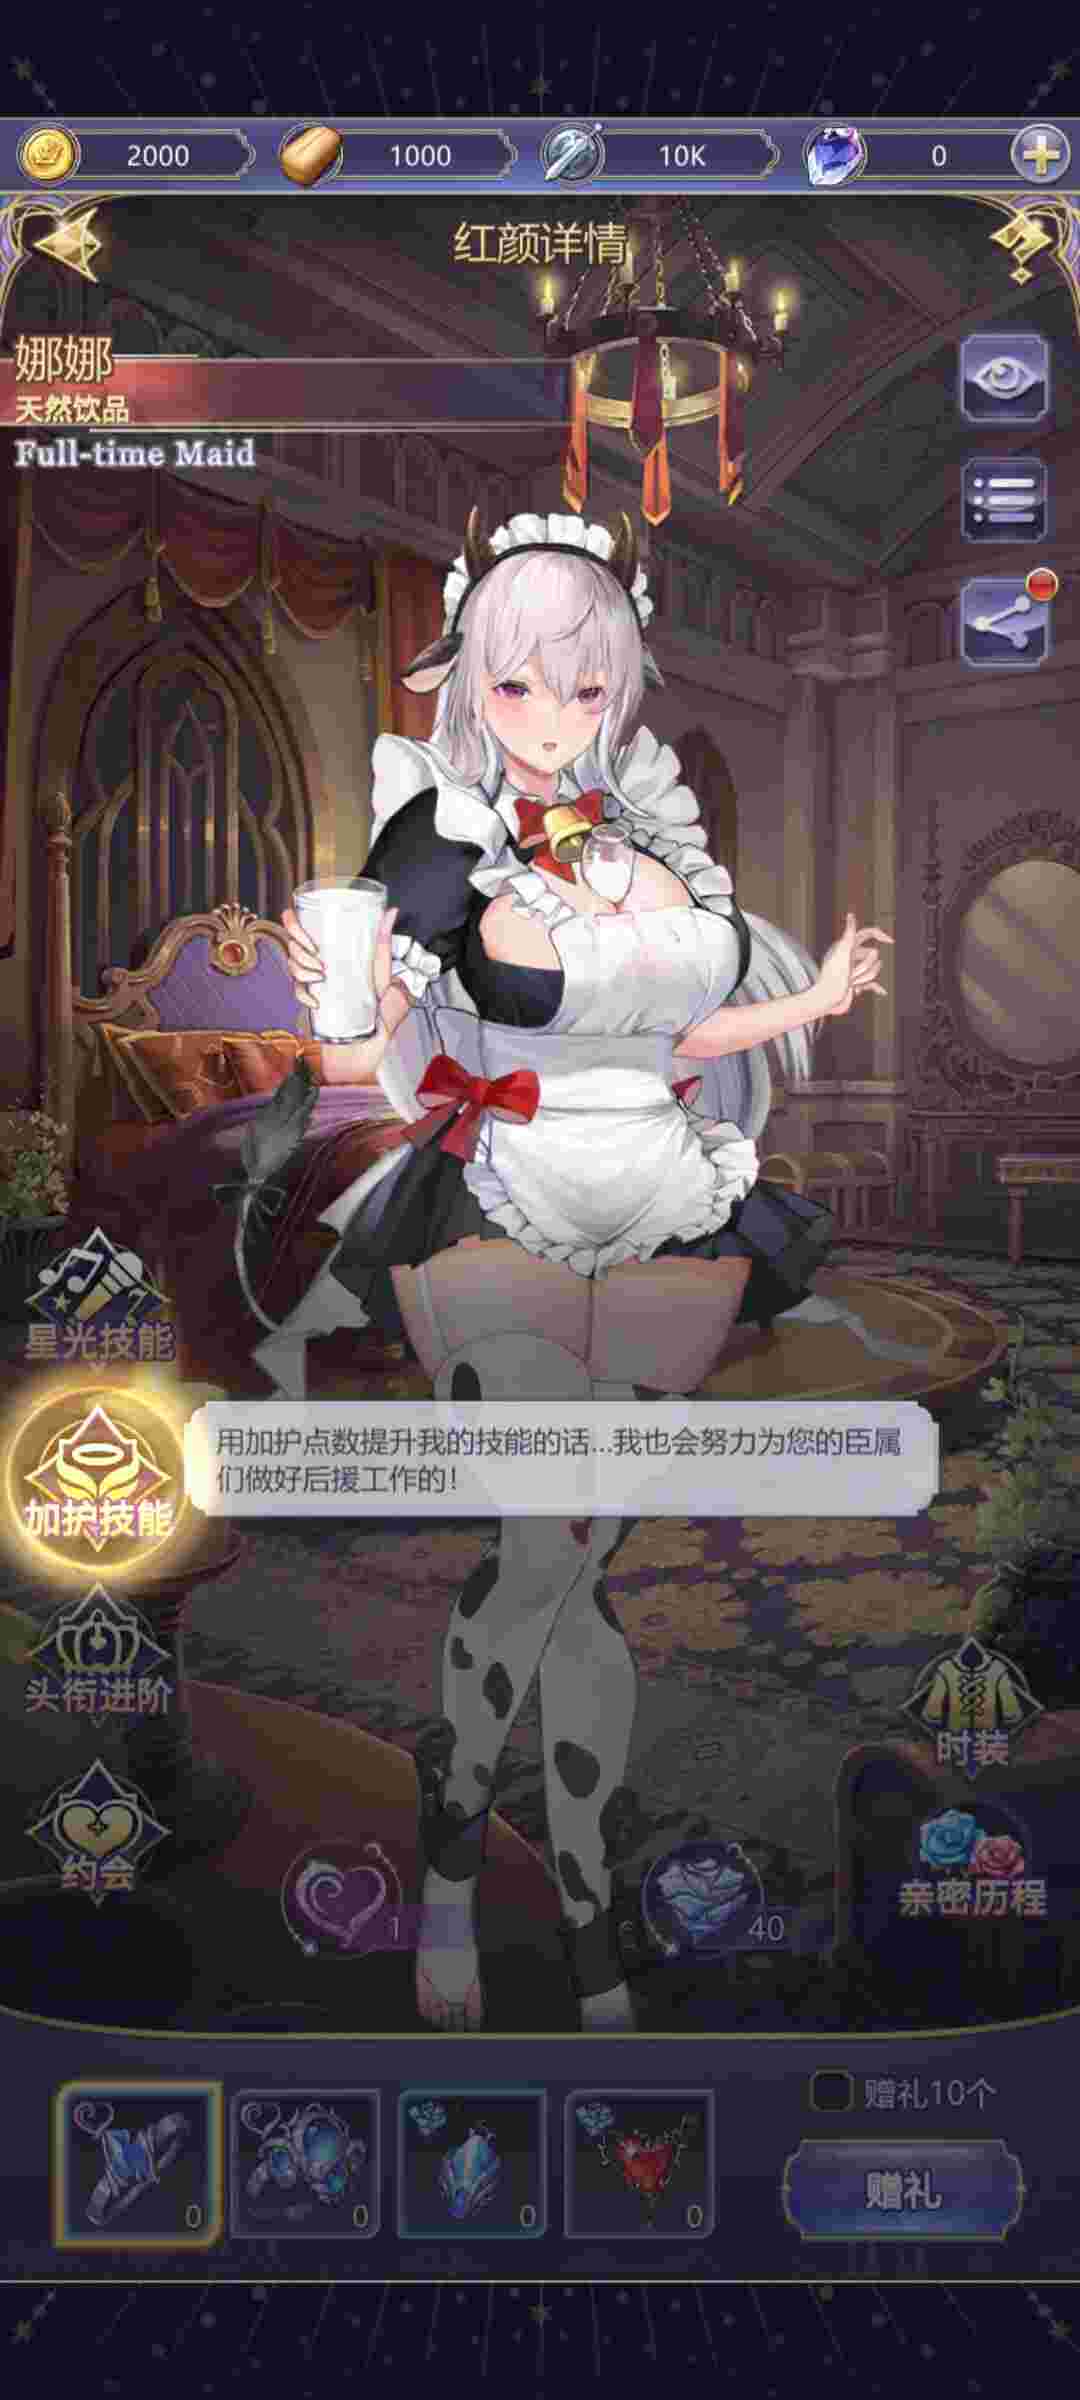 2000
1000
10K
0
红颜详情
娜娜
天然饮品
Full-time Maid
星光技能
用加护点数提升我的技能的话...我也会努力为您的臣属
们做好后援工作的!
加护技能
头衔进阶
时装
约会
亲密历程
1
40
赠礼10个
0
0
0
0
赠礼